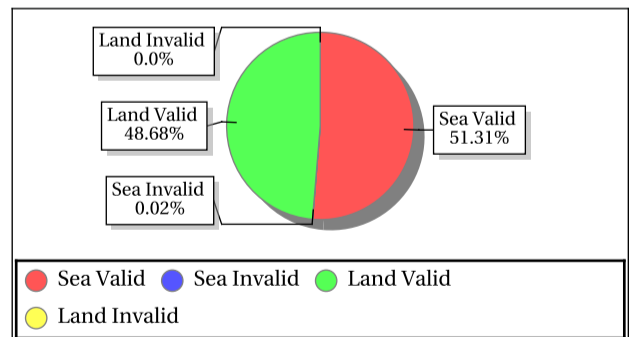 Land Invalid
0.0%
Land Valid
48.68%
Sea Valid
51.31%
Sea Invalid
0.02%
Sea Valid Sea Invalid Land Valid
Land Invalid